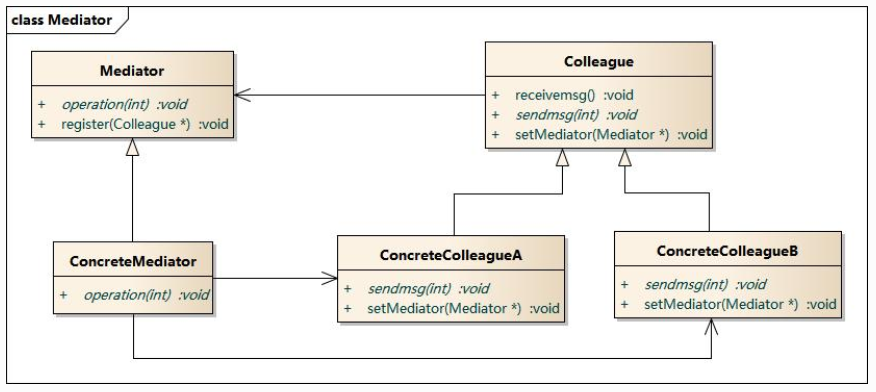 class Mediator
Mediator
+ operation(int) :void
+ register(Colleague *) :void
Colleague
+ receivemsg() :void
+ sendmsg(int) :void
+ setMediator(Mediator *) :void
ConcreteMediator
+ operation(int) :void
ConcreteColleagueA
+ sendmsg(int) :void
+ setMediator(Mediator *) :void
ConcreteColleagueB
+ sendmsg(int) :void
+ setMediator(Mediator *) :void